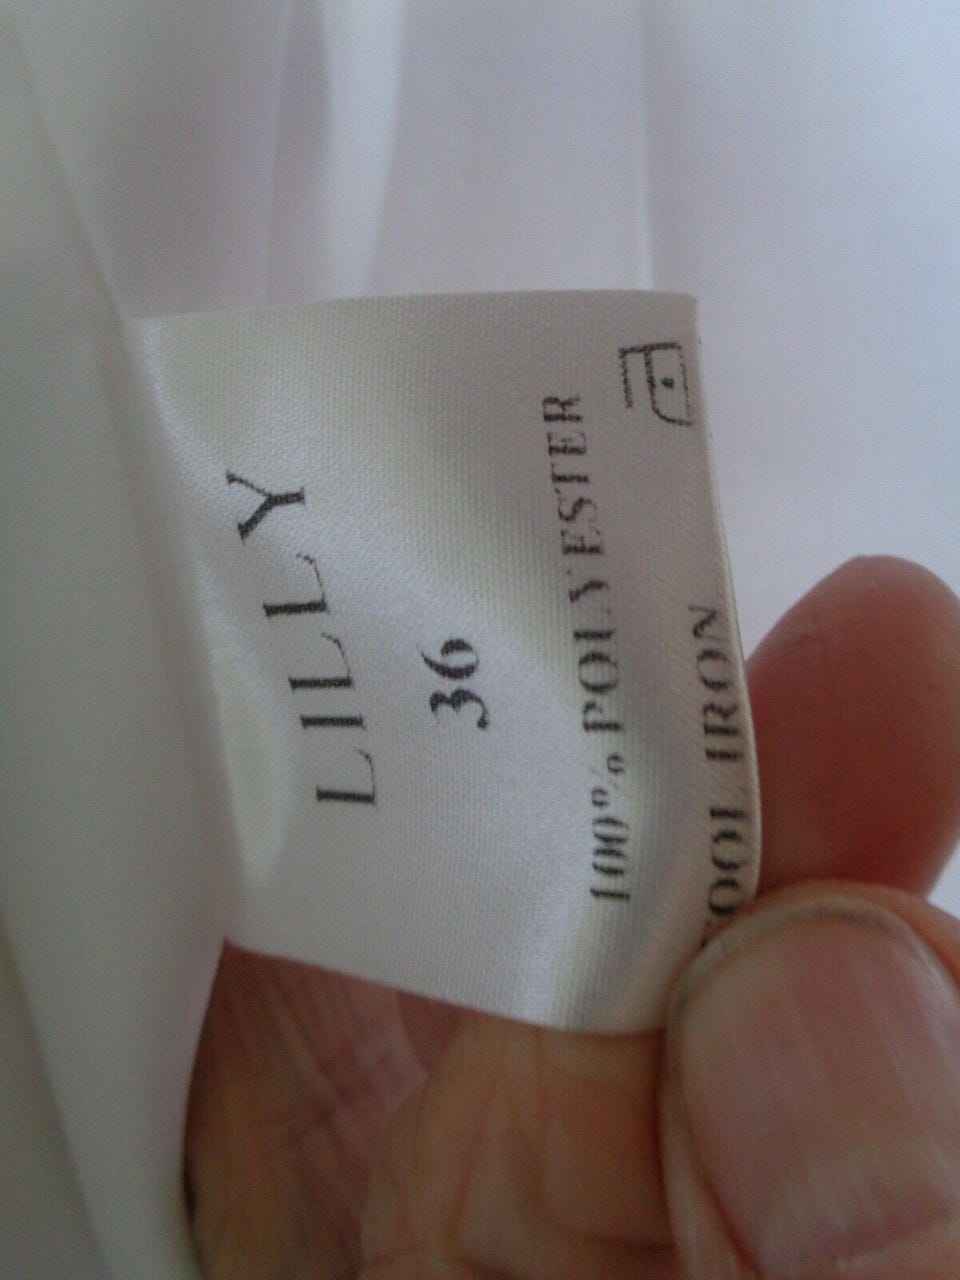 LILLY
36
100% POLYESTER
COOL IRON